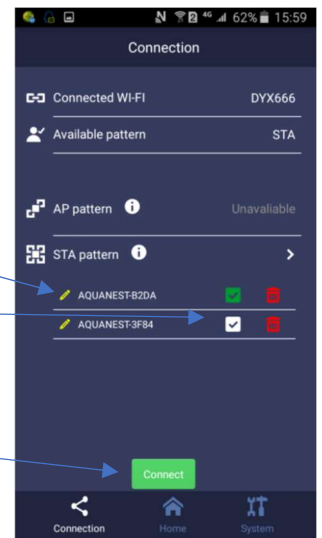 2 4G 62% 15:59
Connection
Connected WI-FI DYX666
Available pattern STA
AP pattern i Unavaliable
STA pattern i
AQUANEST-B2DA
AQUANEST-3F84
Connect
Connection Home System